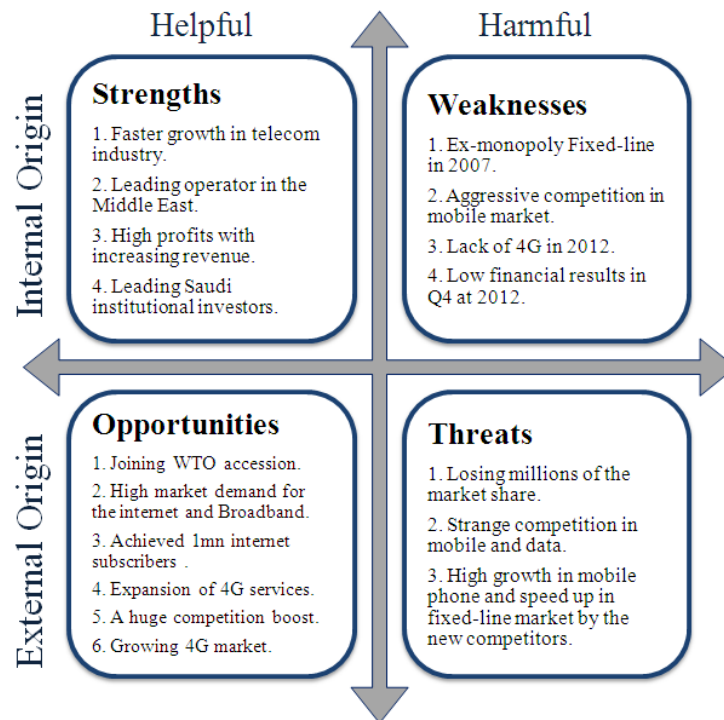 Helpful
Harmful
Internal Origin
Strengths
1. Faster growth in telecom
industry.
2. Leading operator in the
Middle East.
3. High profits with
increasing revenue.
4. Leading Saudi
institutional investors.
Weaknesses
1. Ex-monopoly Fixed-line
in 2007.
2. Aggressive competition in
mobile market.
3. Lack of 4G in 2012.
4. Low financial results in
Q4 at 2012.
External Origin
Opportunities
1. Joining WTO accession.
2. High market demand for
the internet and Broadband.
3. Achieved 1mn internet
subscribers .
4. Expansion of 4G services.
5. A huge competition boost.
6. Growing 4G market.
Threats
1. Losing millions of the
market share.
2. Strange competition in
mobile and data.
3. High growth in mobile
phone and speed up in
fixed-line market by the
new competitors.